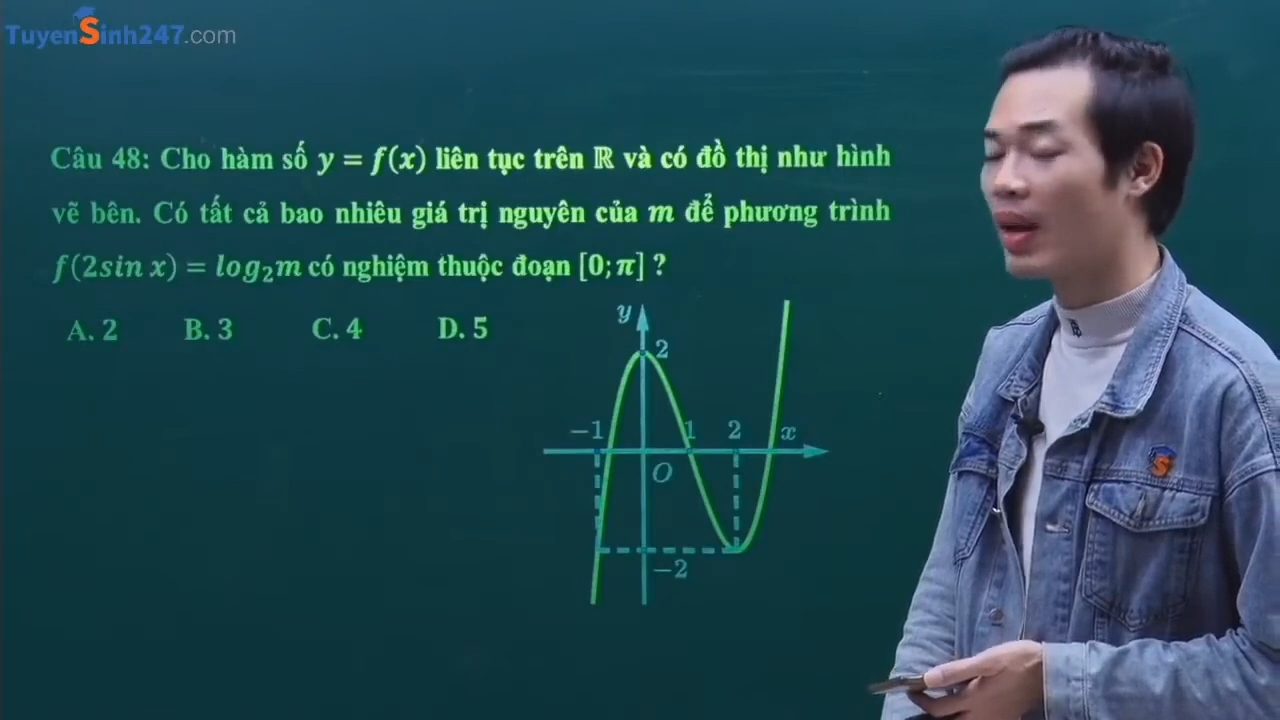 TuyenSinh247.com
Câu 48: Cho hàm số y = f(x) liên tục trên ℝ và có đồ thị như hình
vẽ bên. Có tất cả bao nhiêu giá trị nguyên của m để phương trình
f(2sin x) = log₂m có nghiệm thuộc đoạn [0; π] ?
A. 2 B. 3 C. 4 D. 5
y
2
−1 1 2 x
O
−2